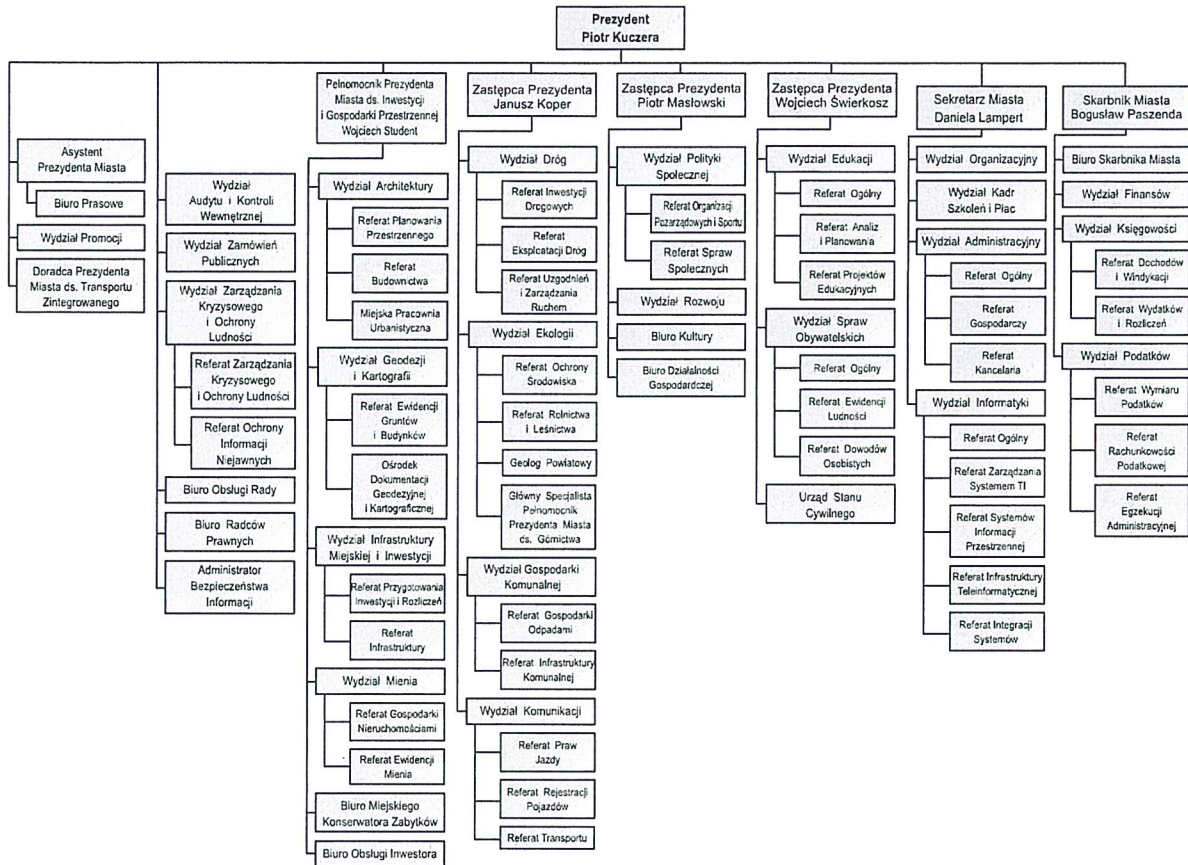 Prezydent
Piotr Kuczera
Asystent
Prezydenta Miasta
Biuro Prasowe
Wydział Promocji
Doradca Prezydenta
Miasta ds. Transportu
Zintegrowanego
Wydział
Audytu i Kontroli
Wewnętrznej
Wydział Zamówień
Publicznych
Wydział Zarządzania
Kryzysowego
i Ochrony
Ludności
Referat Zarządzania
Kryzysowego
i Ochrony Ludności
Referat Ochrony
Informacji
Niejawnych
Biuro Obsługi Rady
Biuro Radców
Prawnych
Administrator
Bezpieczeństwa
Informacji
Pełnomocnik Prezydenta
Miasta ds. Inwestycji
i Gospodarki Przestrzennej
Wojciech Student
Wydział Architektury
Referat Planowania
Przestrzennego
Referat
Budownictwa
Miejska Pracownia
Urbanistyczna
Wydział Geodezji
i Kartografii
Referat Ewidencji
Gruntów
i Budynków
Ośrodek
Dokumentacji
Geodezyjnej
i Kartograficznej
Wydział Infrastruktury
Miejskiej i Inwestycji
Referat Przygotowania
Inwestycji i Rozliczeń
Referat
Infrastruktury
Wydział Mienia
Referat Gospodarki
Nieruchomościami
Referat Ewidencji
Mienia
Biuro Miejskiego
Konserwatora Zabytków
Biuro Obsługi Inwestora
Zastępca Prezydenta
Janusz Koper
Wydział Dróg
Referat Inwestycji
Drogowych
Referat
Eksploatacji Dróg
Referat Uzgodnień
i Zarządzania
Ruchem
Wydział Ekologii
Referat Ochrony
Środowiska
Referat Rolnictwa
i Leśnictwa
Geolog Powiatowy
Główny Specjalista
Pełnomocnik
Prezydenta Miasta
ds. Górnictwa
Wydział Gospodarki
Komunalnej
Referat Gospodarki
Odpadami
Referat Infrastruktury
Komunalnej
Wydział Komunikacji
Referat Praw
Jazdy
Referat Rejestracji
Pojazdów
Referat Transportu
Zastępca Prezydenta
Piotr Masłowski
Wydział Polityki
Społecznej
Referat Organizacji
Pozarządowych i Sportu
Referat Spraw
Społecznych
Wydział Rozwoju
Biuro Kultury
Biuro Działalności
Gospodardczej
Zastępca Prezydenta
Wojciech Świerkosz
Wydział Edukacji
Referat Ogólny
Referat Analiz
i Planowania
Referat Projektów
Edukacyjnych
Wydział Spraw
Obywatelskich
Referat Ogólny
Referat Ewidencji
Ludności
Referat Dowodów
Osobistych
Urząd Stanu
Cywilnego
Sekretarz Miasta
Daniela Lampert
Wydział Organizacyjny
Wydział Kadr
Szkoleń i Płac
Wydział Administracyjny
Referat Ogólny
Referat
Gospodarczy
Referat
Kancelaria
Wydział Informatyki
Referat Ogólny
Referat Zarządzania
Systemem TI
Referat Systemów
Informacji
Przestrzennej
Referat Infrastruktury
Teleinformatycznej
Referat Integracji
Systemów
Skarbnik Miasta
Bogusław Paszenda
Biuro Skarbnika Miasta
Wydział Finansów
Wydział Księgowości
Referat Dochodów
i Windykacji
Referat Wydatków
i Rozliczeń
Wydział Podatków
Referat Wymiaru
Podatków
Referat
Rachunkowości
Podatkowej
Referat
Egzekucji
Administracyjnej